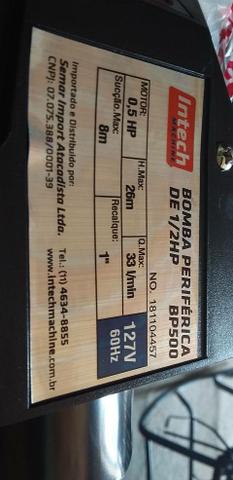 Intech
MACHINE
BOMBA PERIFÉRICA
DE 1/2HP BP500
NO. 181104457
MOTOR: H.Max: Q.Max:
0,5 HP 26m 33 l/min
127V
60Hz
Sucção.Max: Recalque:
8m 1"
Importado e Distribuido por:
Semar Import Atacadista Ltda.
CNPJ: 07.075.388/0001-39
Tel.: (11) 4634-8855
www.intechmachine.com.br